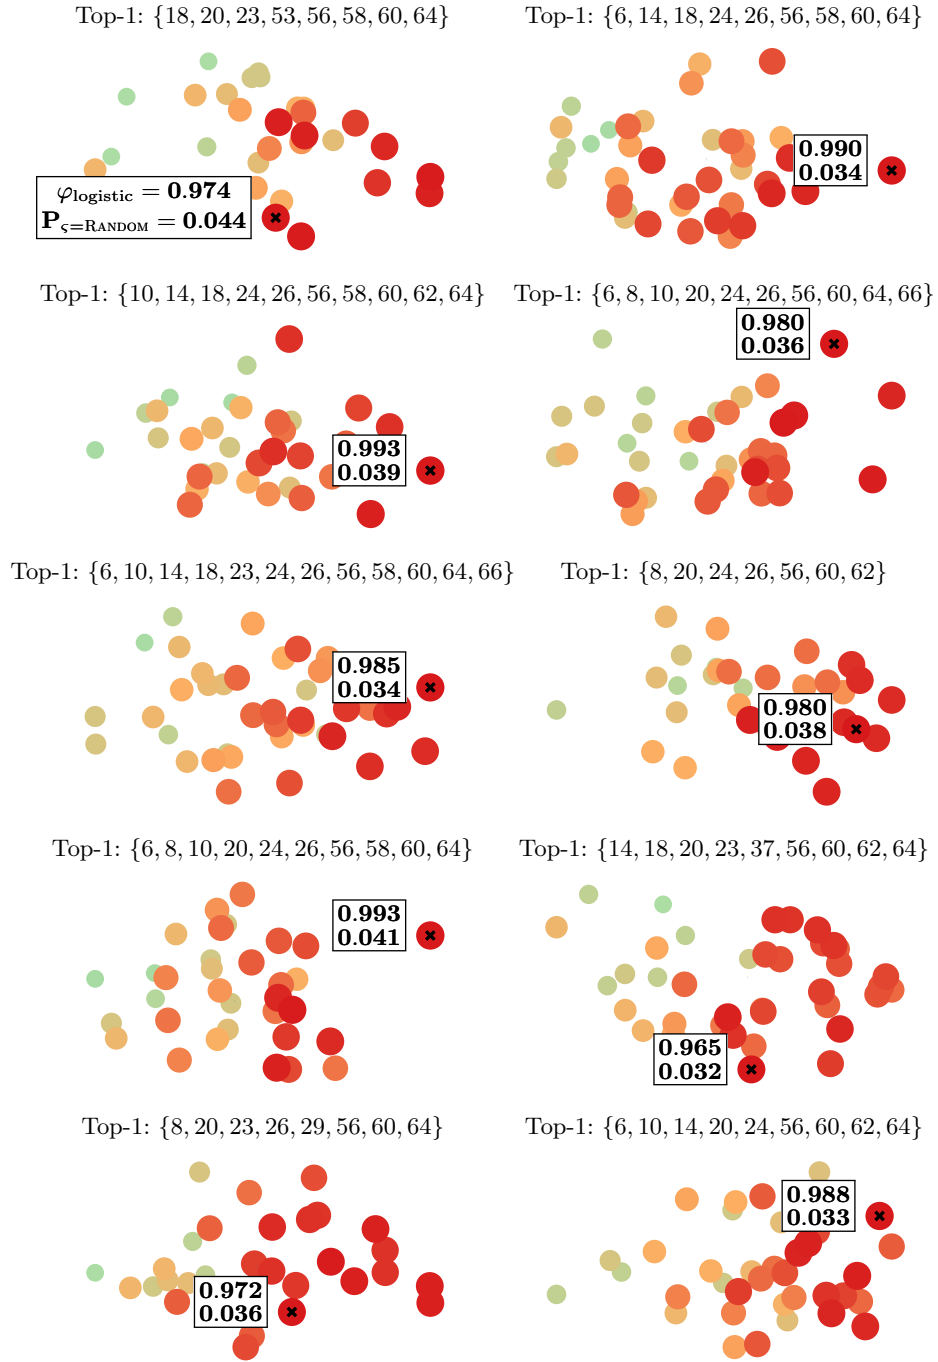 Top-1: {18, 20, 23, 53, 56, 58, 60, 64}
φlogistic = 0.974
Pς=RANDOM = 0.044
Top-1: {6, 14, 18, 24, 26, 56, 58, 60, 64}
0.990
0.034
Top-1: {10, 14, 18, 24, 26, 56, 58, 60, 62, 64}
0.993
0.039
Top-1: {6, 8, 10, 20, 24, 26, 56, 60, 64, 66}
0.980
0.036
Top-1: {6, 10, 14, 18, 23, 24, 26, 56, 58, 60, 64, 66}
0.985
0.034
Top-1: {8, 20, 24, 26, 56, 60, 62}
0.980
0.038
Top-1: {6, 8, 10, 20, 24, 26, 56, 58, 60, 64}
0.993
0.041
Top-1: {14, 18, 20, 23, 37, 56, 60, 62, 64}
0.965
0.032
Top-1: {8, 20, 23, 26, 29, 56, 60, 64}
0.972
0.036
Top-1: {6, 10, 14, 20, 24, 56, 60, 62, 64}
0.988
0.033